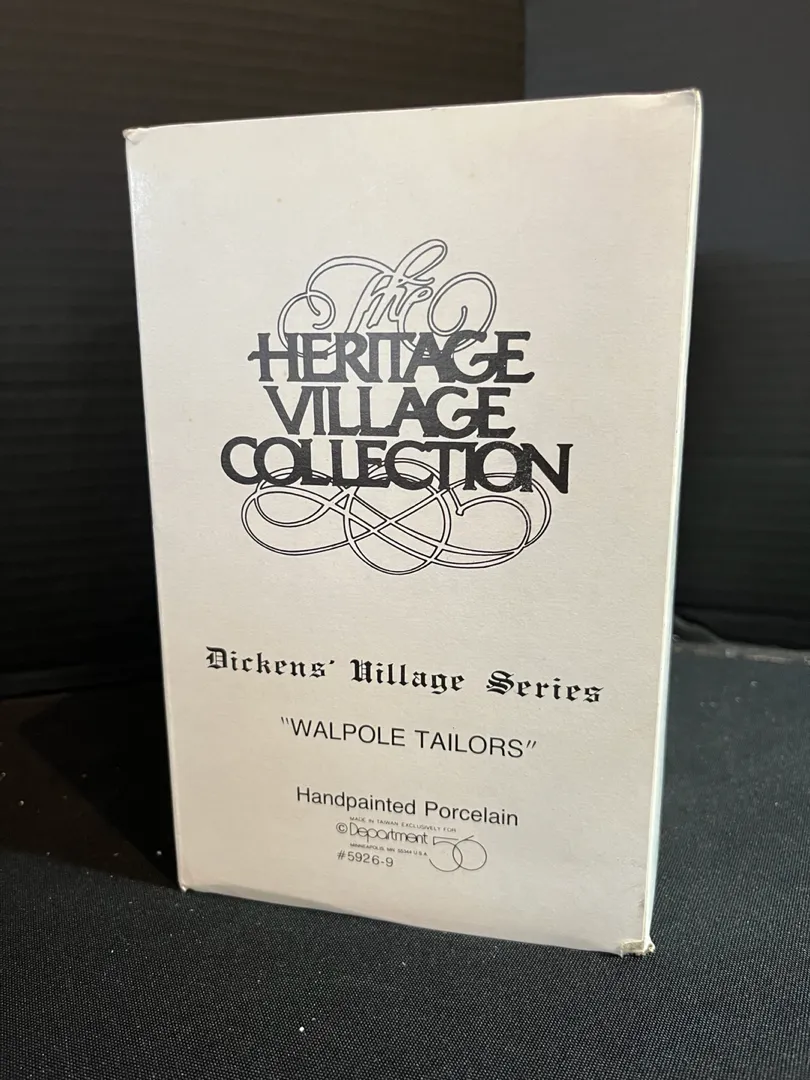 The
HERITAGE
VILLAGE
COLLECTION
Dickens' Village Series
"WALPOLE TAILORS"
Handpainted Porcelain
MADE IN TAIWAN EXCLUSIVELY FOR
© Department 56
MINNEAPOLIS, MN 55344 U.S.A.
#5926-9